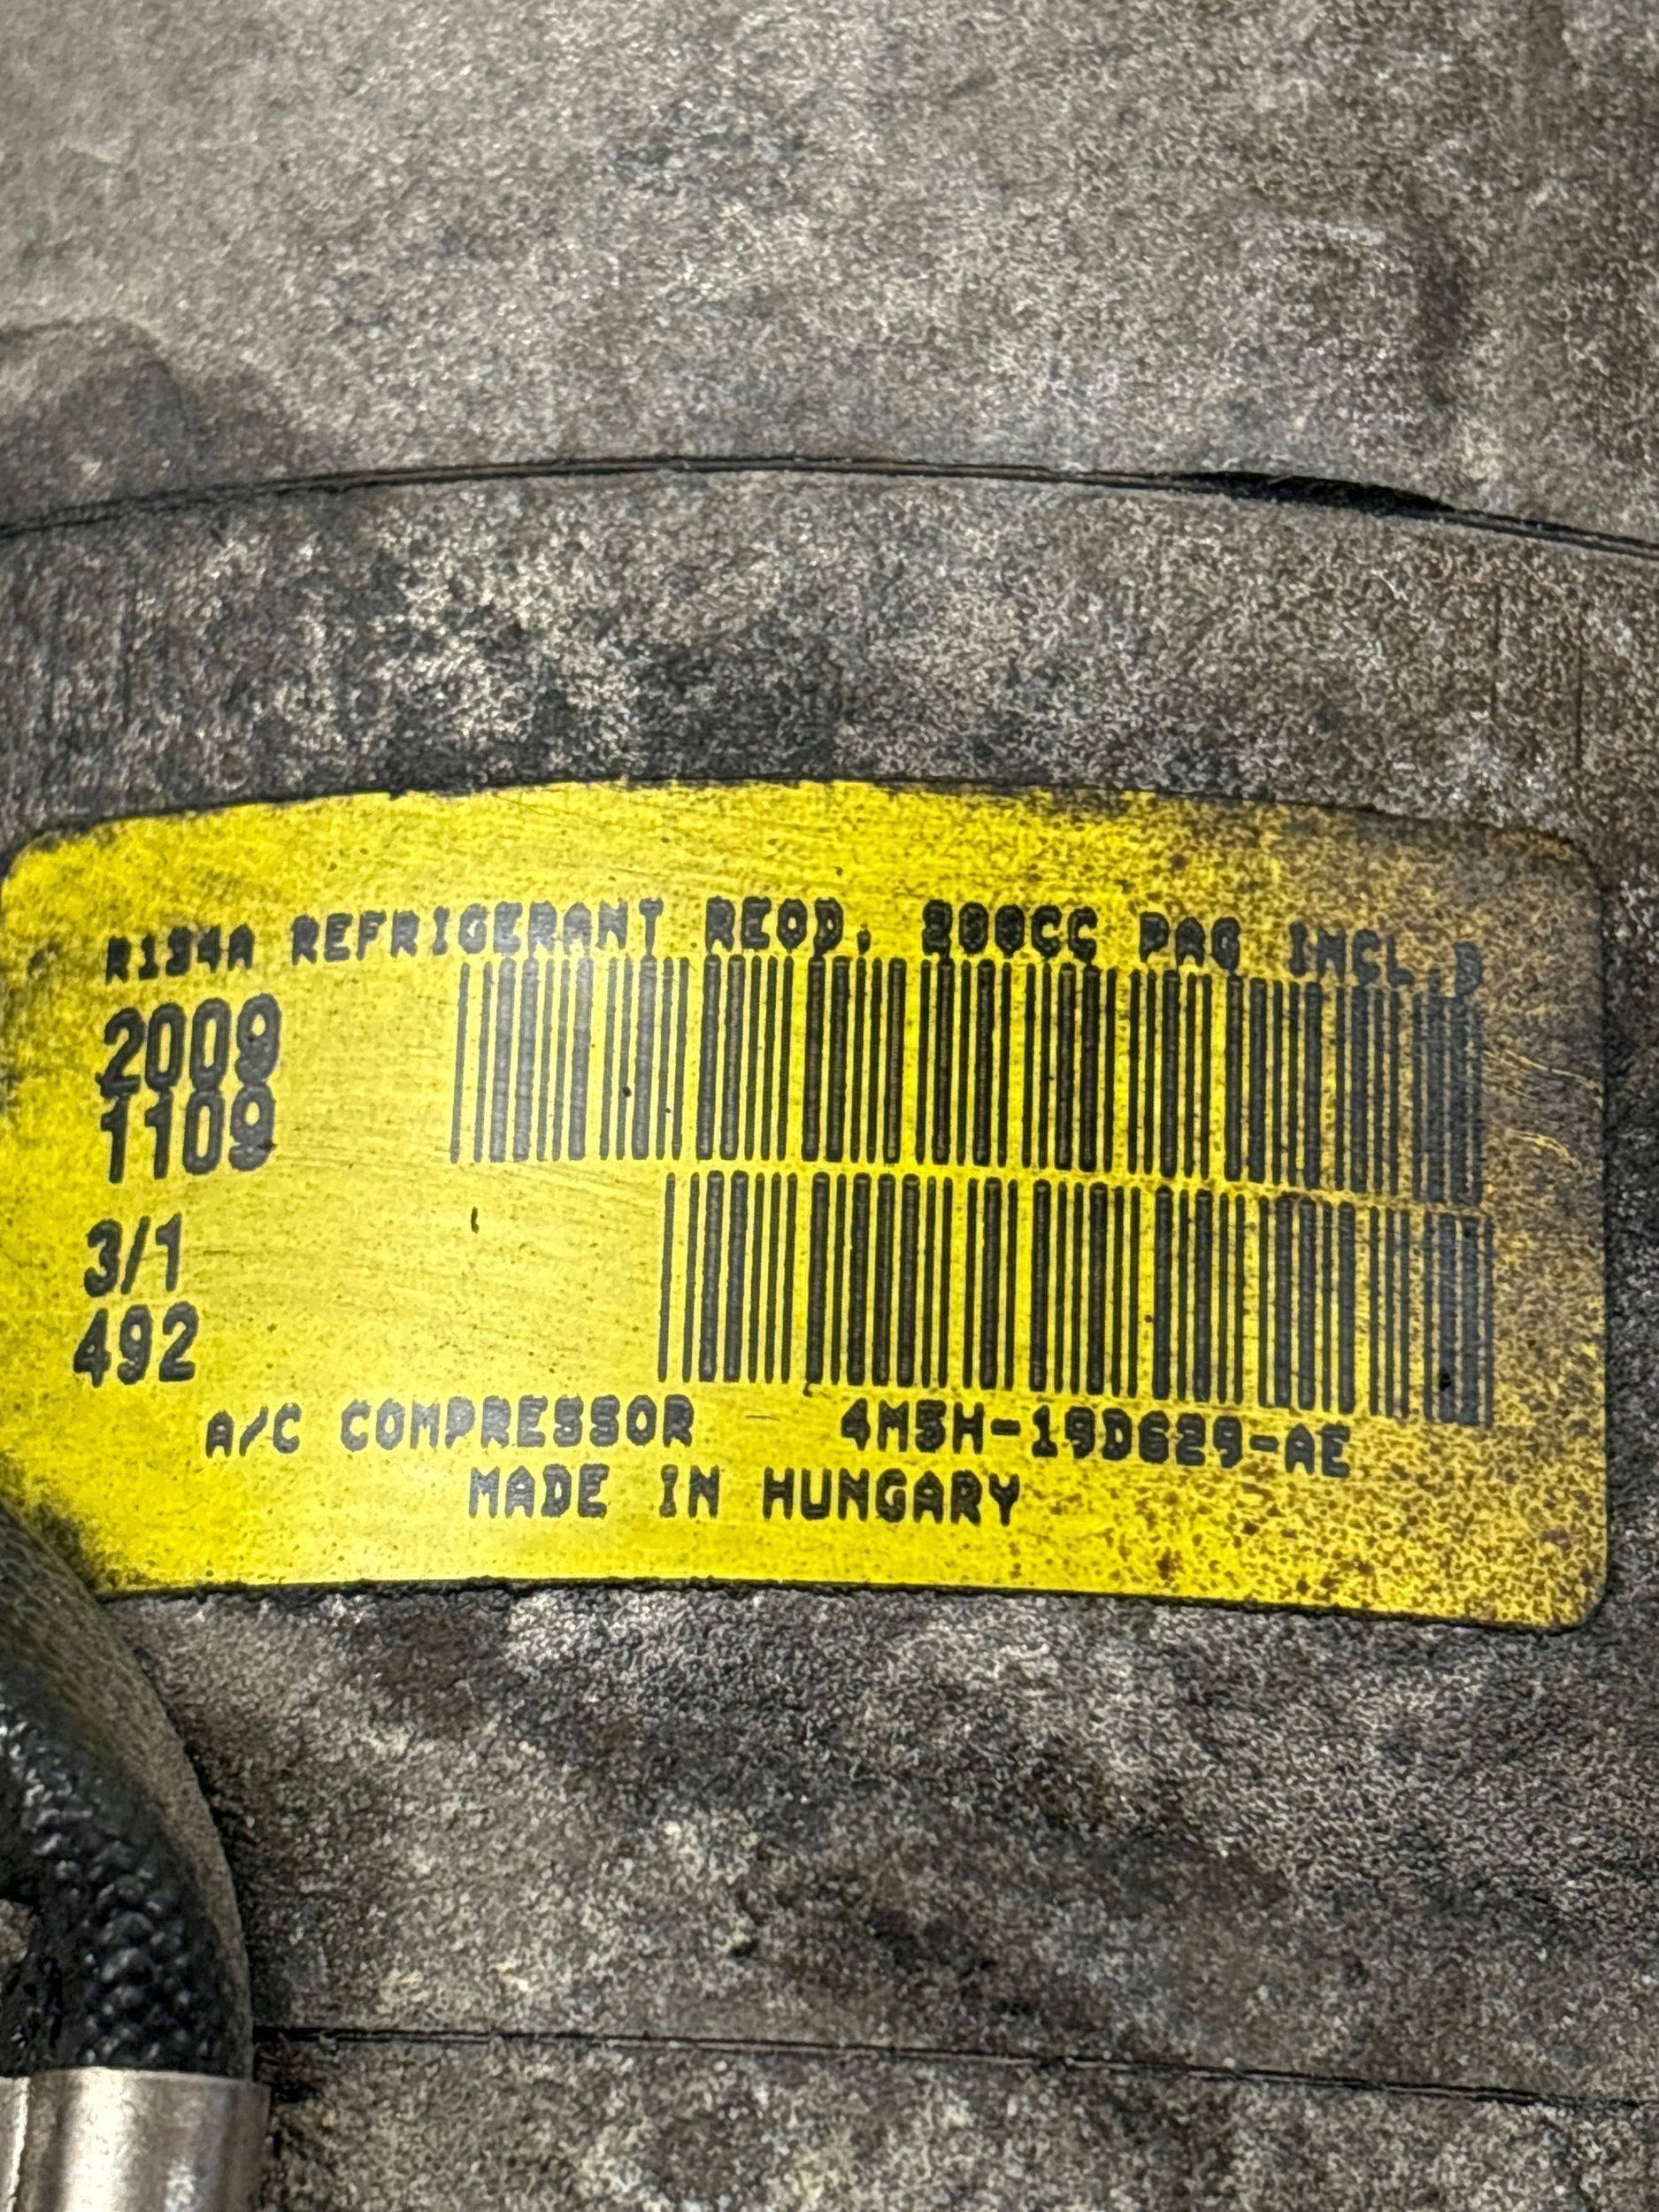 R134A REFRIGERANT REQD. 200CC PAG INCL.D
2009
1109
3/1
492
A/C COMPRESSOR 4M5H-19D629-AE
MADE IN HUNGARY